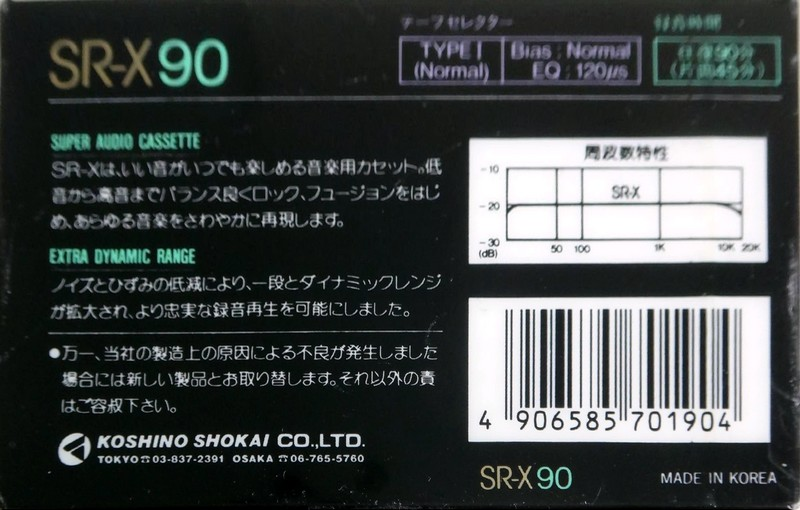 SR-X 90
テープセレクター
TYPE I
(Normal)
Bias : Normal
EQ : 120μs
録音時間
往復90分
(片面45分)
SUPER AUDIO CASSETTE
SR-Xは、いい音がいつでも楽しめる音楽用カセット。低
音から高音までバランス良くロック、フュージョンをはじ
め、あらゆる音楽をさわやかに再現します。
EXTRA DYNAMIC RANGE
ノイズとひずみの低減により、一段とダイナミックレンジ
が拡大され、より忠実な録音再生を可能にしました。
●万一、当社の製造上の原因による不良が発生しました
場合には新しい製品とお取り替します。それ以外の責
はご容赦下さい。
KOSHINO SHOKAI CO.,LTD.
TOKYO☎03-837-2391 OSAKA☎06-765-5760
周波数特性
-10
SR-X
-20
-30
(dB)
50 100 1K 10K 20K
4 906585 701904
SR-X 90
MADE IN KOREA